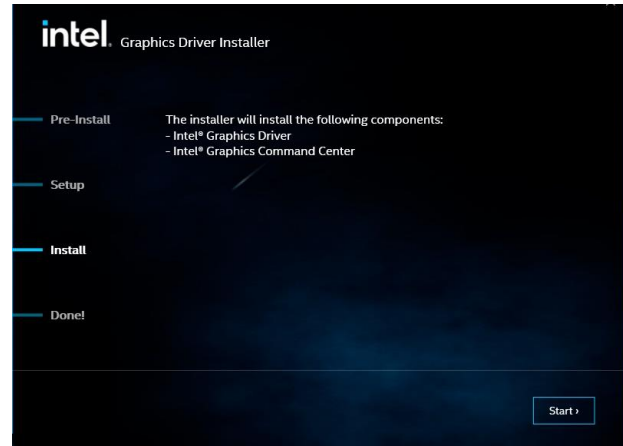 intel. Graphics Driver Installer
Pre-Install
The installer will install the following components:
- Intel® Graphics Driver
- Intel® Graphics Command Center
Setup
Install
Done!
Start ›